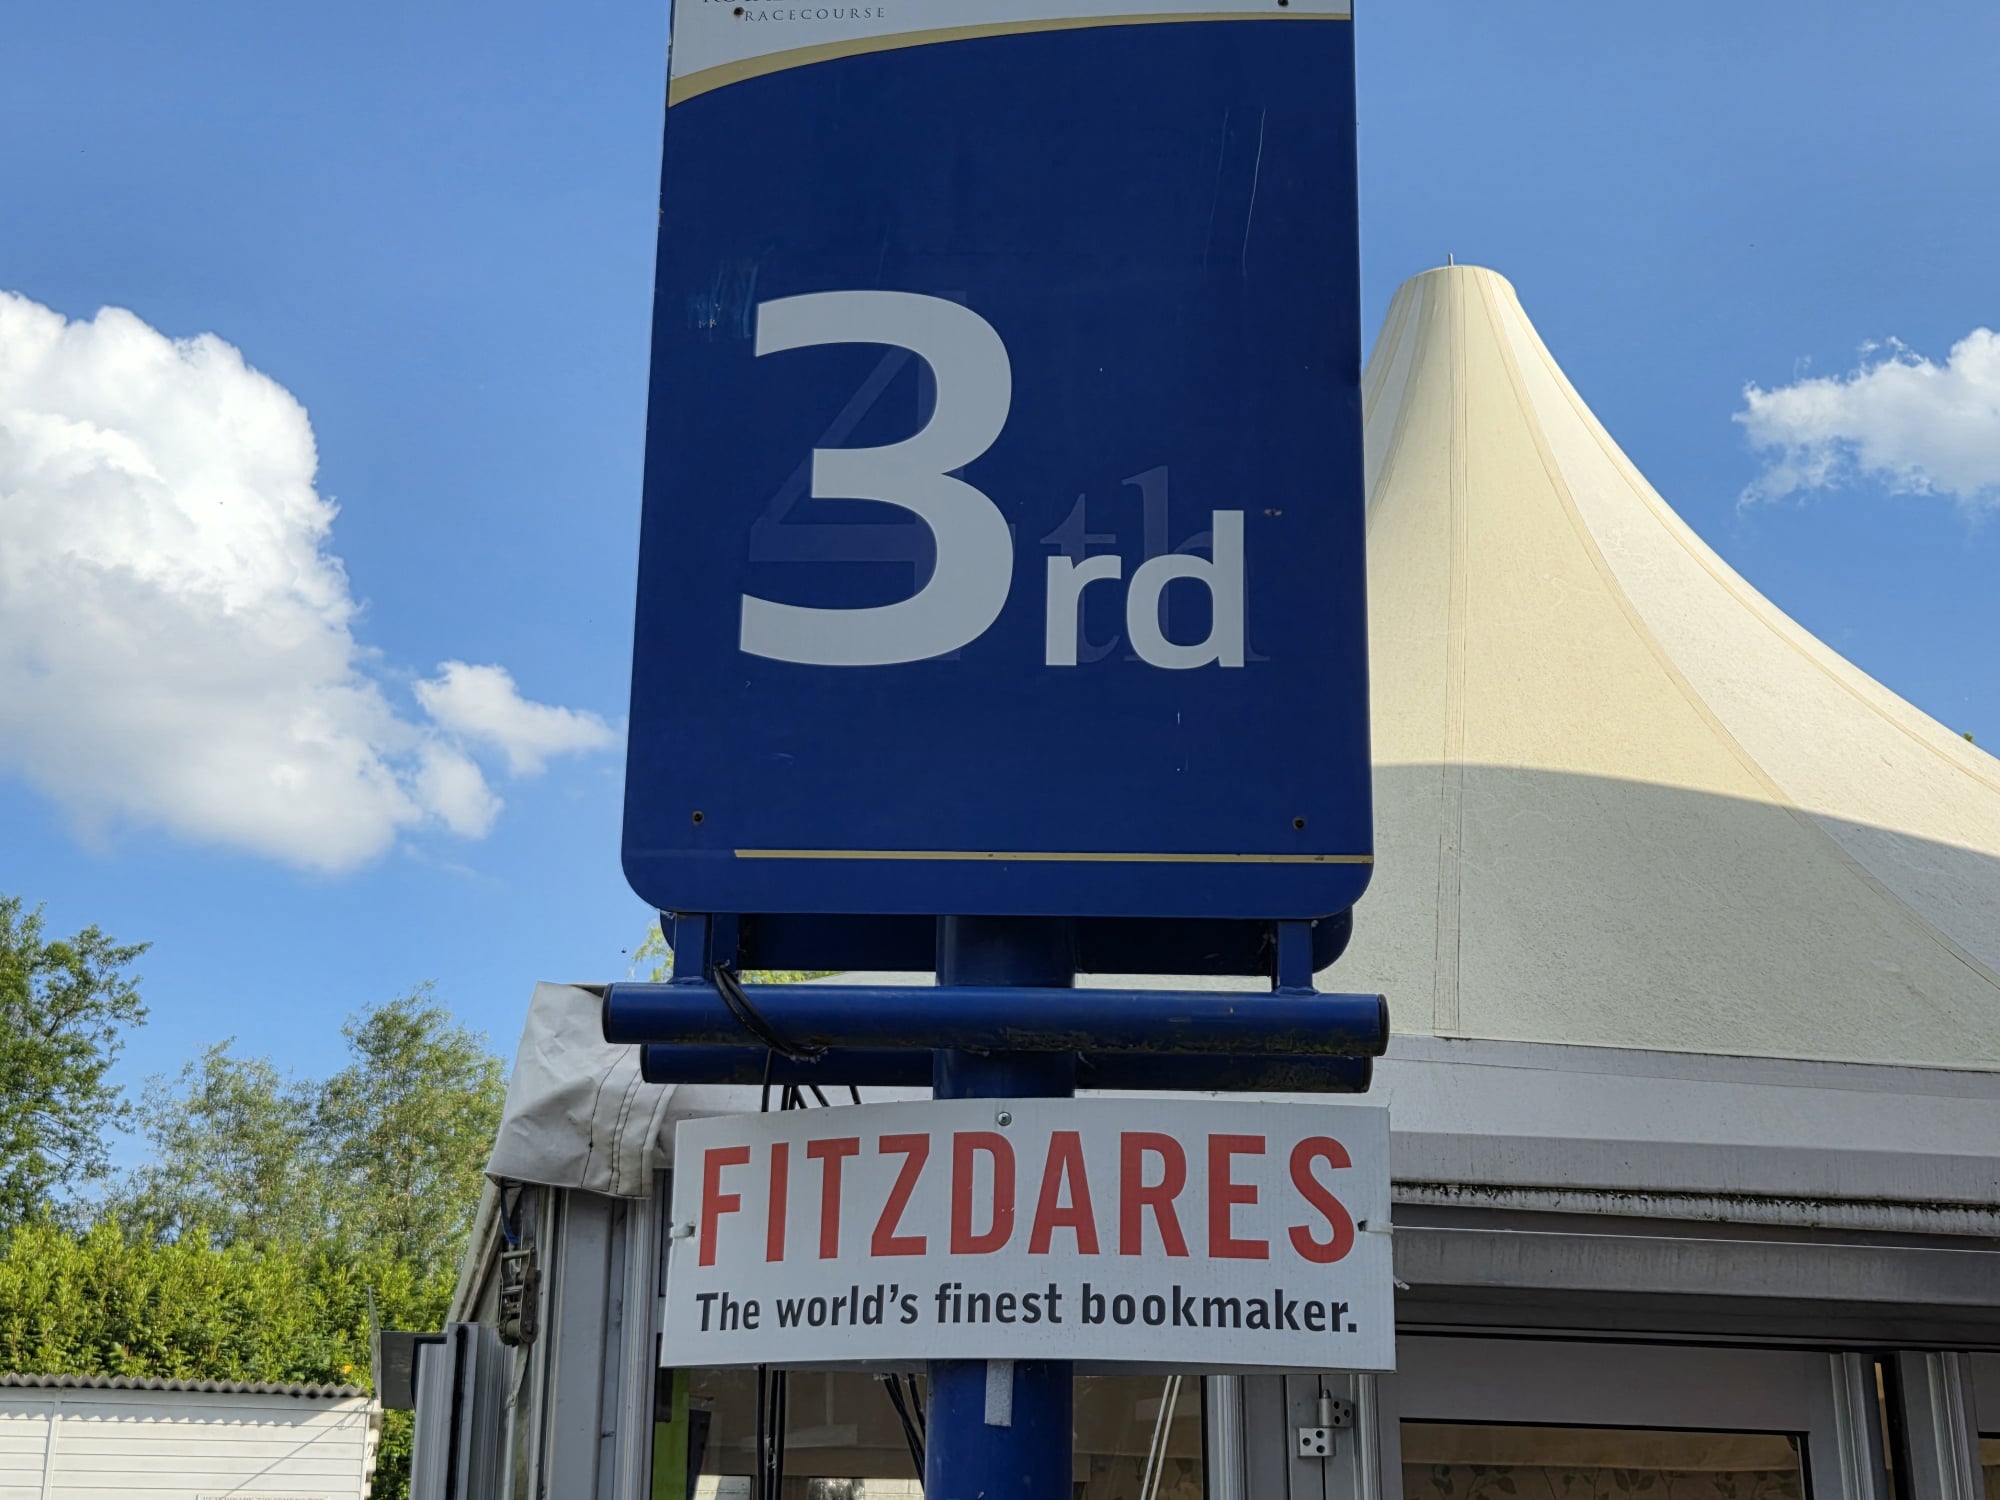 RACECOURSE
3rd
FITZDARES
The world's finest bookmaker.